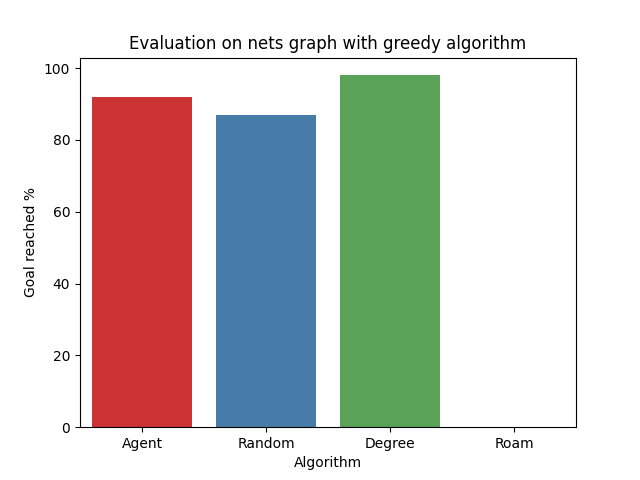 Evaluation on nets graph with greedy algorithm
100
80
60
40
20
0
Goal reached %
Agent Random Degree Roam
Algorithm